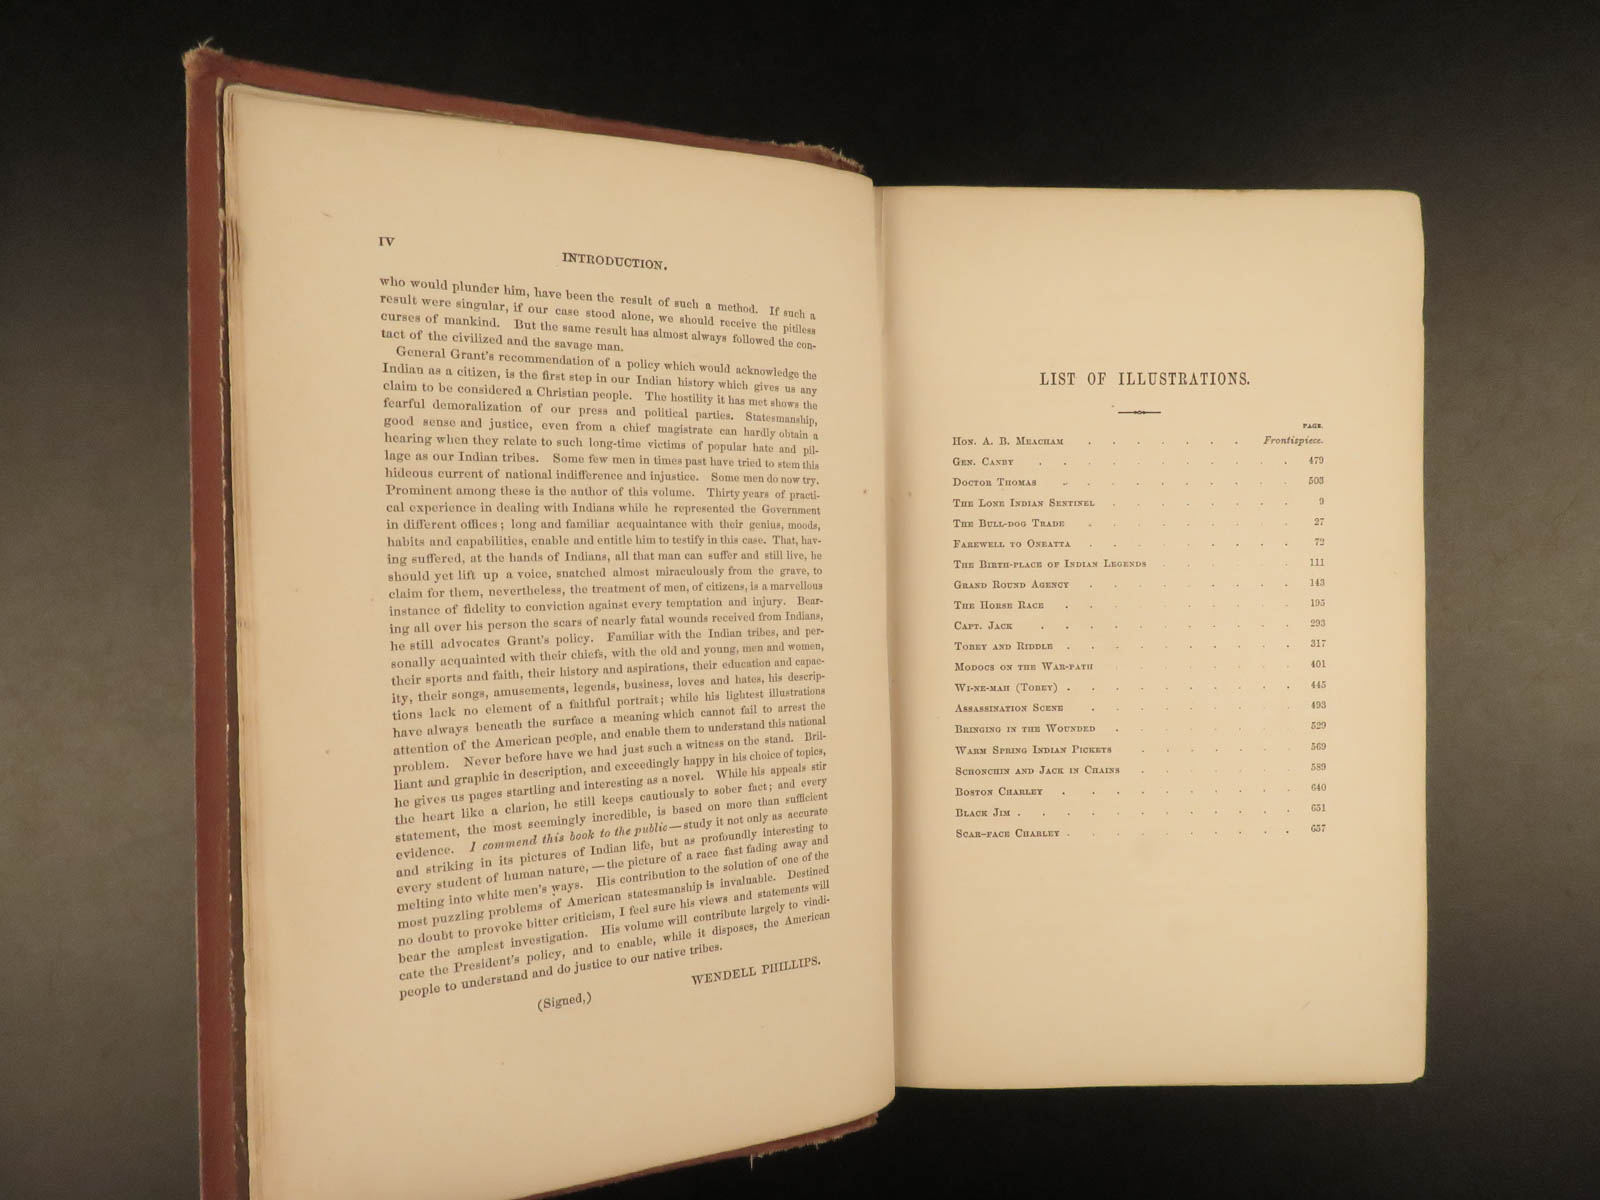 IV
INTRODUCTION.
who would plunder him, have been the result of such a method. If such a
result were singular, if our case stood alone, we should receive the pitiless
curses of mankind. But the same result has almost always followed the con-
tact of the civilized and the savage man.
General Grant's recommendation of a policy which would acknowledge the
Indian as a citizen, is the first step in our Indian history which gives us any
claim to be considered a Christian people. The hostility it has met shows the
fearful demoralization of our press and political parties. Statesmanship,
good sense and justice, even from a chief magistrate can hardly obtain a
hearing when they relate to such long-time victims of popular hate and pil-
lage as our Indian tribes. Some few men in times past have tried to stem this
hideous current of national indifference and injustice. Some men do now try.
Prominent among these is the author of this volume. Thirty years of practi-
cal experience in dealing with Indians while he represented the Government
in different offices; long and familiar acquaintance with their genius, moods,
habits and capabilities, enable and entitle him to testify in this case. That, hav-
ing suffered, at the hands of Indians, all that man can suffer and still live, he
should yet lift up a voice, snatched almost miraculously from the grave, to
claim for them, nevertheless, the treatment of men, of citizens, is a marvellous
instance of fidelity to conviction against every temptation and injury. Bear-
ing all over his person the scars of nearly fatal wounds received from Indians,
he still advocates Grant's policy. Familiar with the Indian tribes, and per-
sonally acquainted with their chiefs, with the old and young, men and women,
their sports and faith, their history and aspirations, their education and capac-
ity, their songs, amusements, legends, business, loves and hates, his descrip-
tions lack no element of a faithful portrait; while his lightest illustrations
have always beneath the surface a meaning which cannot fail to arrest the
attention of the American people, and enable them to understand this national
problem. Never before have we had just such a witness on the stand. Bril-
liant and graphic in description, and exceedingly happy in his choice of topics,
he gives us pages startling and interesting as a novel. While his appeals stir
the heart like a clarion, he still keeps cautiously to sober fact; and every
statement, the most seemingly incredible, is based on more than sufficient
evidence. I commend this book to the public—study it not only as accurate
and striking in its pictures of Indian life, but as profoundly interesting to
every student of human nature,—the picture of a race fast fading away and
melting into white men's ways. His contribution to the solution of one of the
most puzzling problems of American statesmanship is invaluable. Destined
no doubt to provoke bitter criticism, I feel sure his views and statements will
bear the amplest investigation. His volume will contribute largely to vindi-
cate the President's policy, and to enable, while it disposes, the American
people to understand and do justice to our native tribes.
(Signed,) WENDELL PHILLIPS.
LIST OF ILLUSTRATIONS.
PAGE.
HON. A. B. MEACHAM . . . . . . . Frontispiece.
GEN. CANBY . . . . . . . . . . 479
DOCTOR THOMAS . . . . . . . . . 503
THE LONE INDIAN SENTINEL . . . . . . . 9
THE BULL-DOG TRADE . . . . . . . . 27
FAREWELL TO ONEATTA . . . . . . . . 72
THE BIRTH-PLACE OF INDIAN LEGENDS . . . . . 111
GRAND ROUND AGENCY . . . . . . . . 143
THE HORSE RACE . . . . . . . . . 195
CAPT. JACK . . . . . . . . . . 293
TOBEY AND RIDDLE . . . . . . . . . 317
MODOCS ON THE WAR-PATH . . . . . . . 401
WI-NE-MAH (TOBEY) . . . . . . . . . 445
ASSASSINATION SCENE . . . . . . . . 493
BRINGING IN THE WOUNDED . . . . . . . 529
WARM SPRING INDIAN PICKETS . . . . . . 569
SCHONCHIN AND JACK IN CHAINS . . . . . . 589
BOSTON CHARLEY . . . . . . . . . 640
BLACK JIM . . . . . . . . . . . 651
SCAR-FACE CHARLEY . . . . . . . . . 657